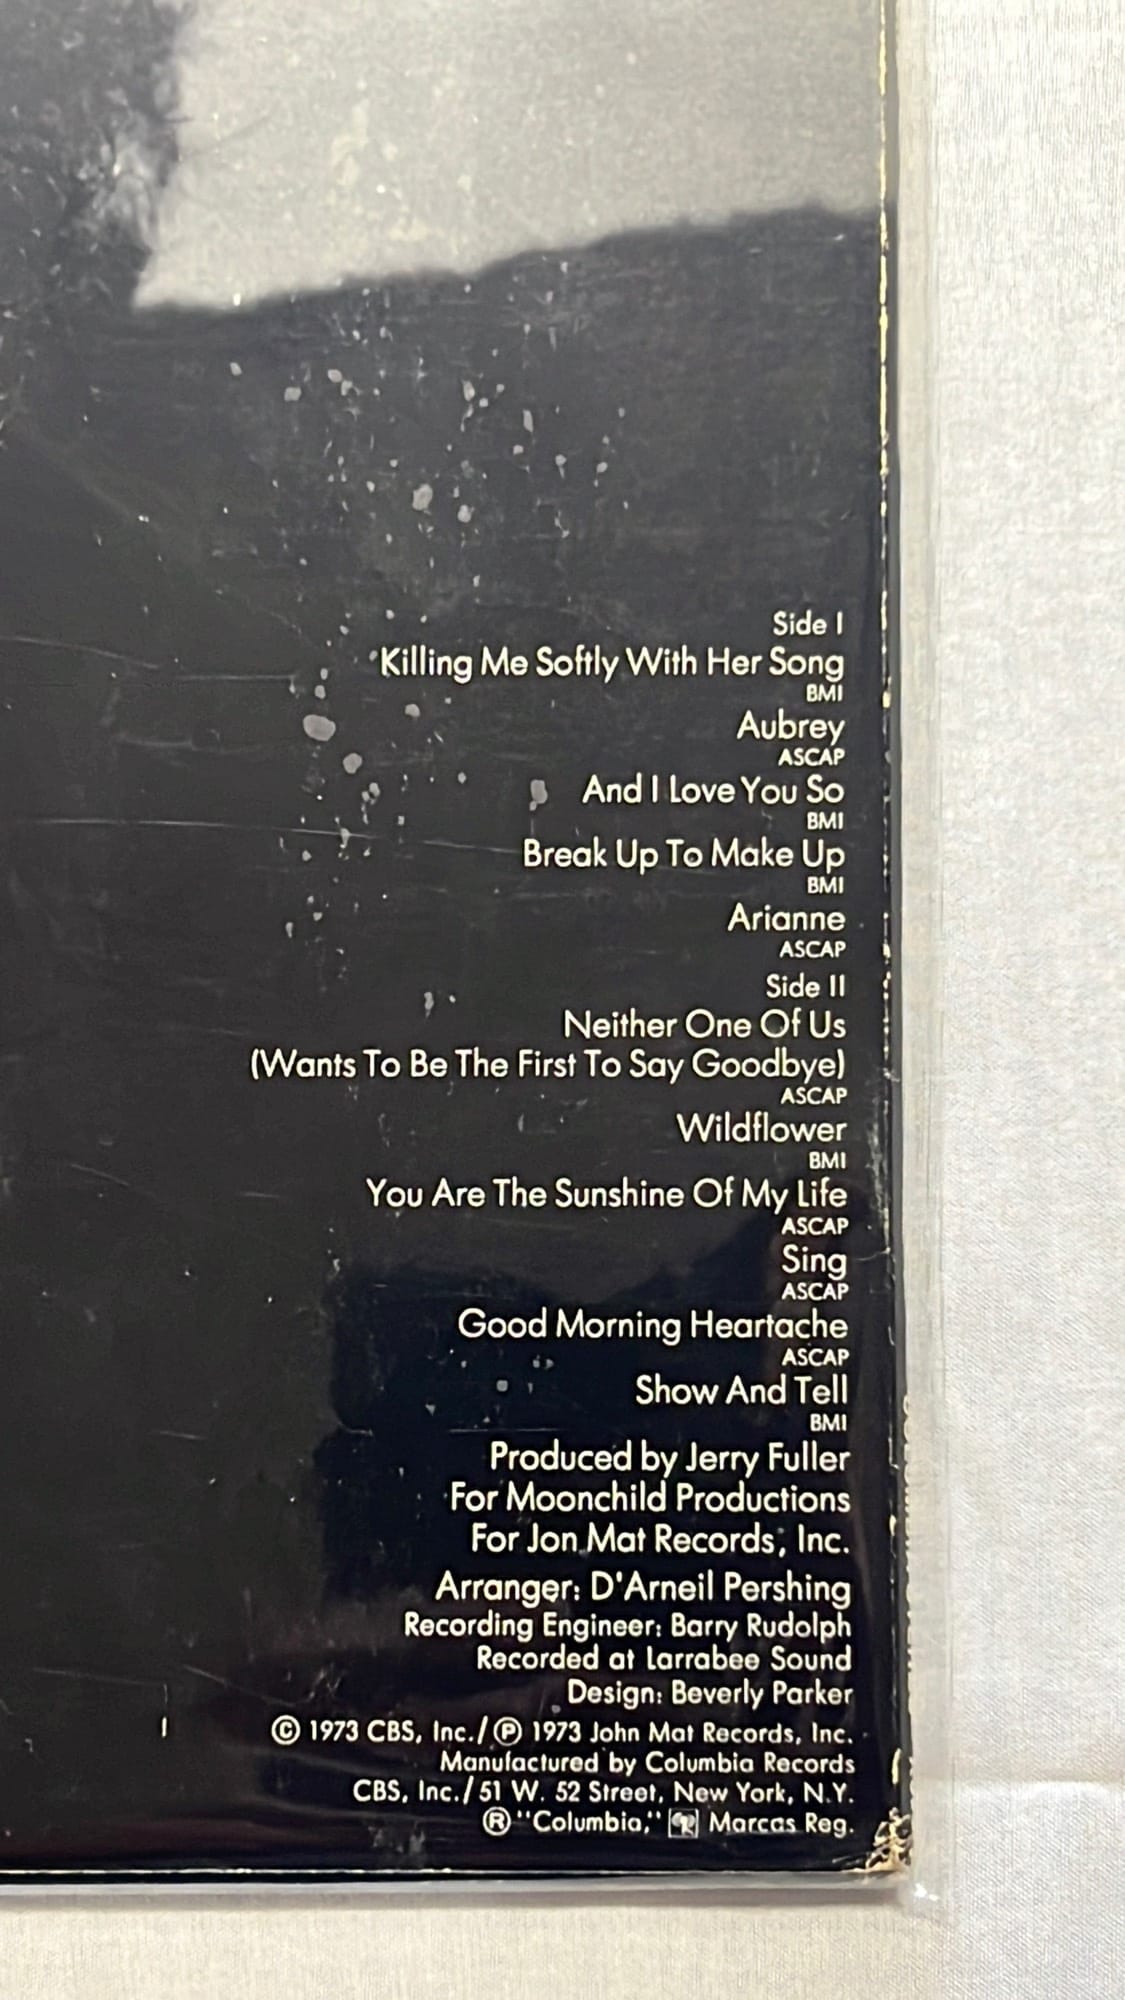 Side I
"Killing Me Softly With Her Song
BMI
Aubrey
ASCAP
And I Love You So
BMI
Break Up To Make Up
BMI
Arianne
ASCAP
Side II
Neither One Of Us
(Wants To Be The First To Say Goodbye)
ASCAP
Wildflower
BMI
You Are The Sunshine Of My Life
ASCAP
Sing
ASCAP
Good Morning Heartache
ASCAP
Show And Tell
BMI
Produced by Jerry Fuller
For Moonchild Productions
For Jon Mat Records, Inc.
Arranger: D'Arneil Pershing
Recording Engineer: Barry Rudolph
Recorded at Larrabee Sound
Design: Beverly Parker
© 1973 CBS, Inc./ ℗ 1973 John Mat Records, Inc.
Manufactured by Columbia Records
CBS, Inc./ 51 W. 52 Street, New York, N.Y.
® "Columbia," Marcas Reg.